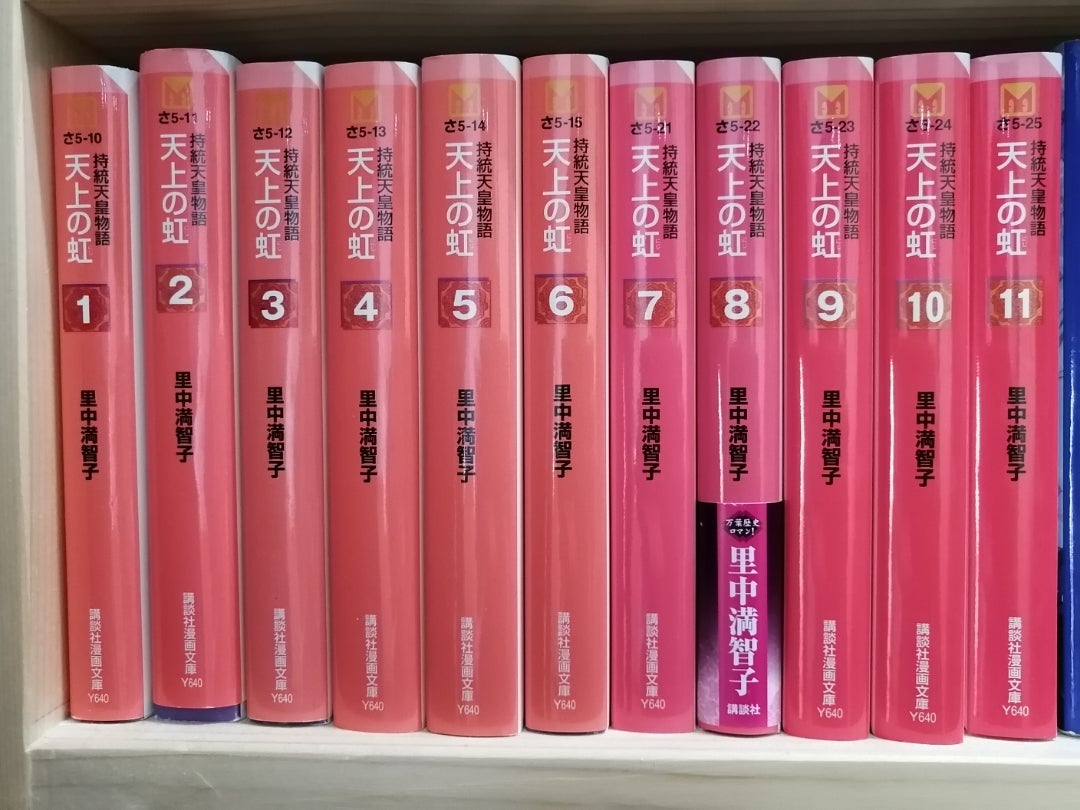 さ5-10
持統天皇物語
天上の虹
1
里中満智子
講談社漫画文庫
Y640
さ5-11
持統天皇物語
天上の虹
2
里中満智子
講談社漫画文庫
Y640
さ5-12
持統天皇物語
天上の虹
3
里中満智子
講談社漫画文庫
Y640
さ5-13
持統天皇物語
天上の虹
4
里中満智子
講談社漫画文庫
Y640
さ5-14
持統天皇物語
天上の虹
5
里中満智子
講談社漫画文庫
Y640
さ5-15
持統天皇物語
天上の虹
6
里中満智子
講談社漫画文庫
Y640
さ5-21
持統天皇物語
天上の虹
7
里中満智子
講談社漫画文庫
Y640
さ5-22
持統天皇物語
天上の虹
8
里中満智子
万葉歴史
ロマン!
里中満智子
講談社
さ5-23
持統天皇物語
天上の虹
9
里中満智子
講談社漫画文庫
Y640
さ5-24
持統天皇物語
天上の虹
10
里中満智子
講談社漫画文庫
Y640
さ5-25
持統天皇物語
天上の虹
11
里中満智子
講談社漫画文庫
Y640